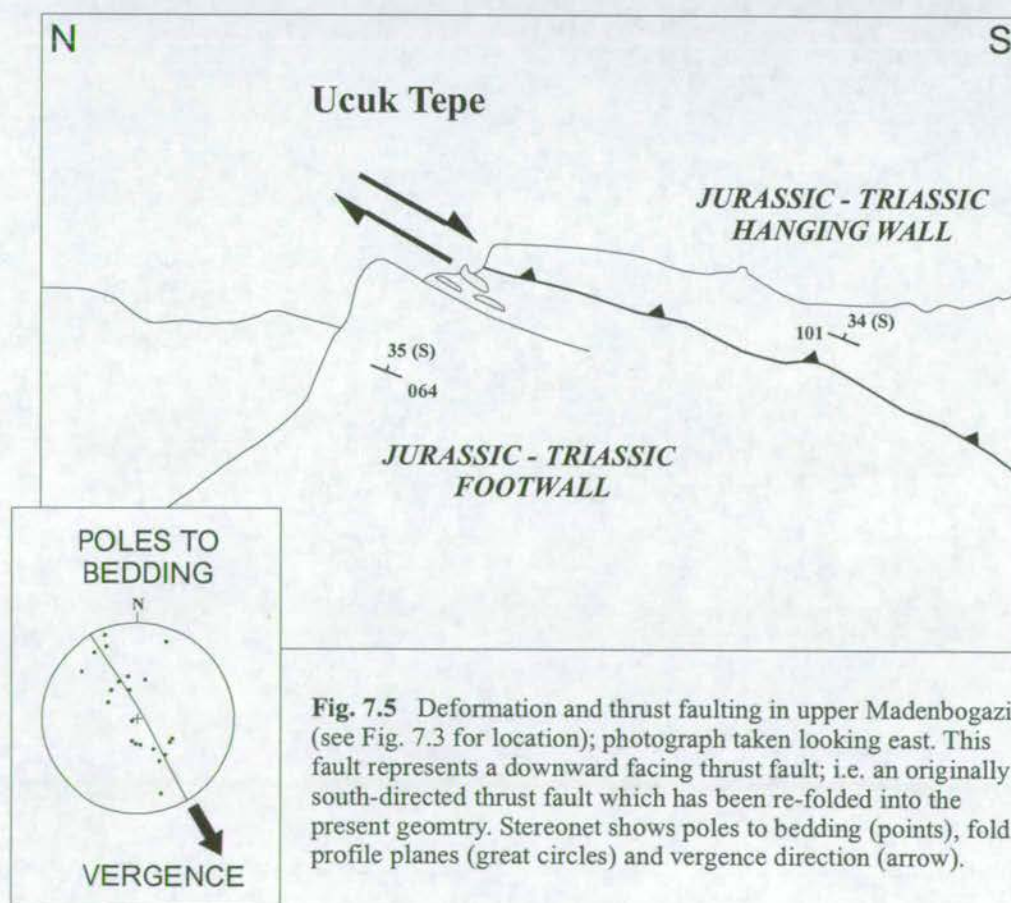 N
S
Ucuk Tepe
JURASSIC - TRIASSIC
HANGING WALL
34 (S)
101
35 (S)
064
JURASSIC - TRIASSIC
FOOTWALL
POLES TO
BEDDING
N
VERGENCE
Fig. 7.5 Deformation and thrust faulting in upper Madenbogazi
(see Fig. 7.3 for location); photograph taken looking east. This
fault represents a downward facing thrust fault; i.e. an originally
south-directed thrust fault which has been re-folded into the
present geomtry. Stereonet shows poles to bedding (points), fold
profile planes (great circles) and vergence direction (arrow).